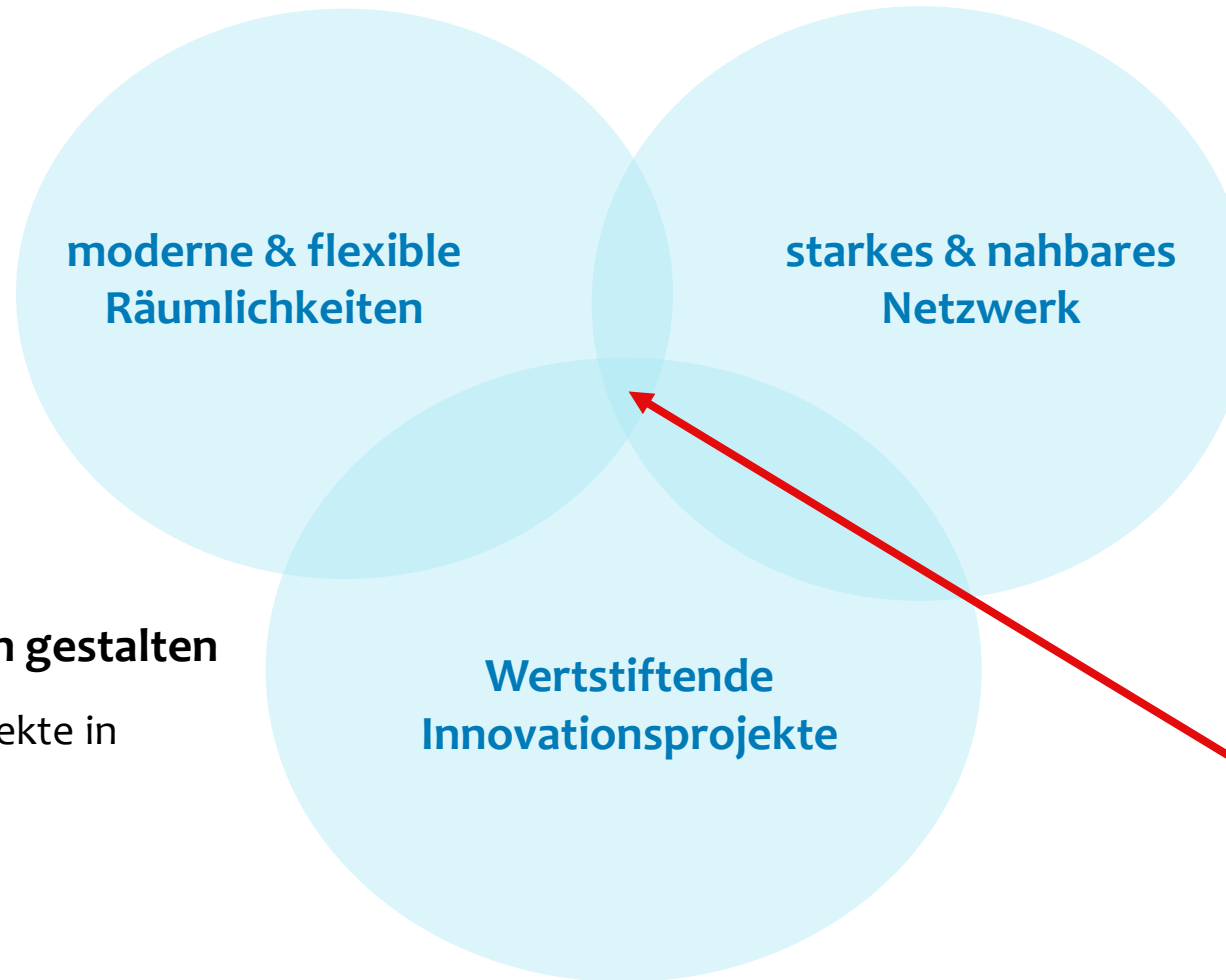 moderne & flexible
Räumlichkeiten
starkes & nahbares
Netzwerk
n gestalten
ekte in
Wertstiftende
Innovationsprojekte